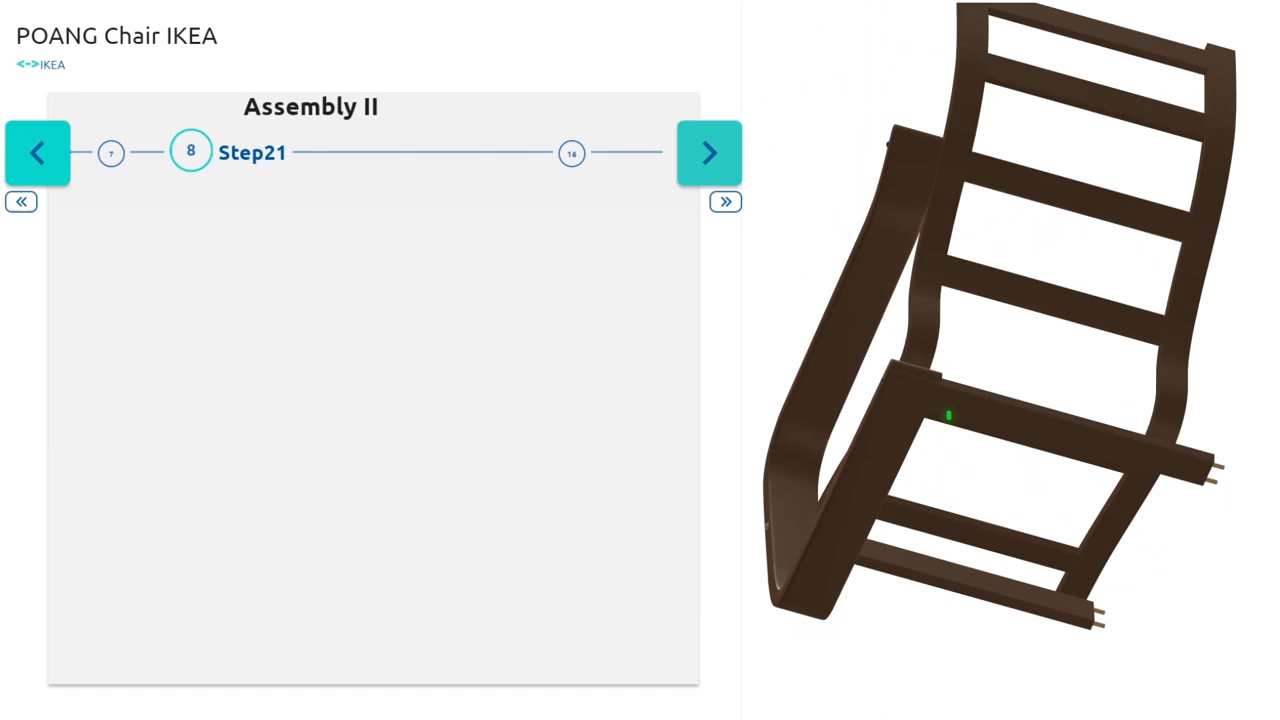 POANG Chair IKEA
<->IKEA
Assembly II
7
8
Step21
16